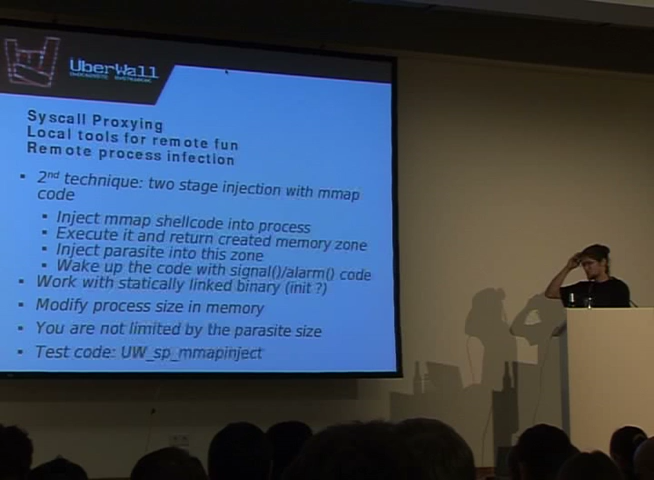 UberWall
Syscall Proxying
Local tools for remote fun
Remote process infection
2nd technique: two stage injection with mmap
code
Inject mmap shellcode into process
Execute it and return created memory zone
Inject parasite into this zone
Wake up the code with signal()/alarm() code
Work with statically linked binary (init ?)
Modify process size in memory
You are not limited by the parasite size
Test code: UW_sp_mmapinject